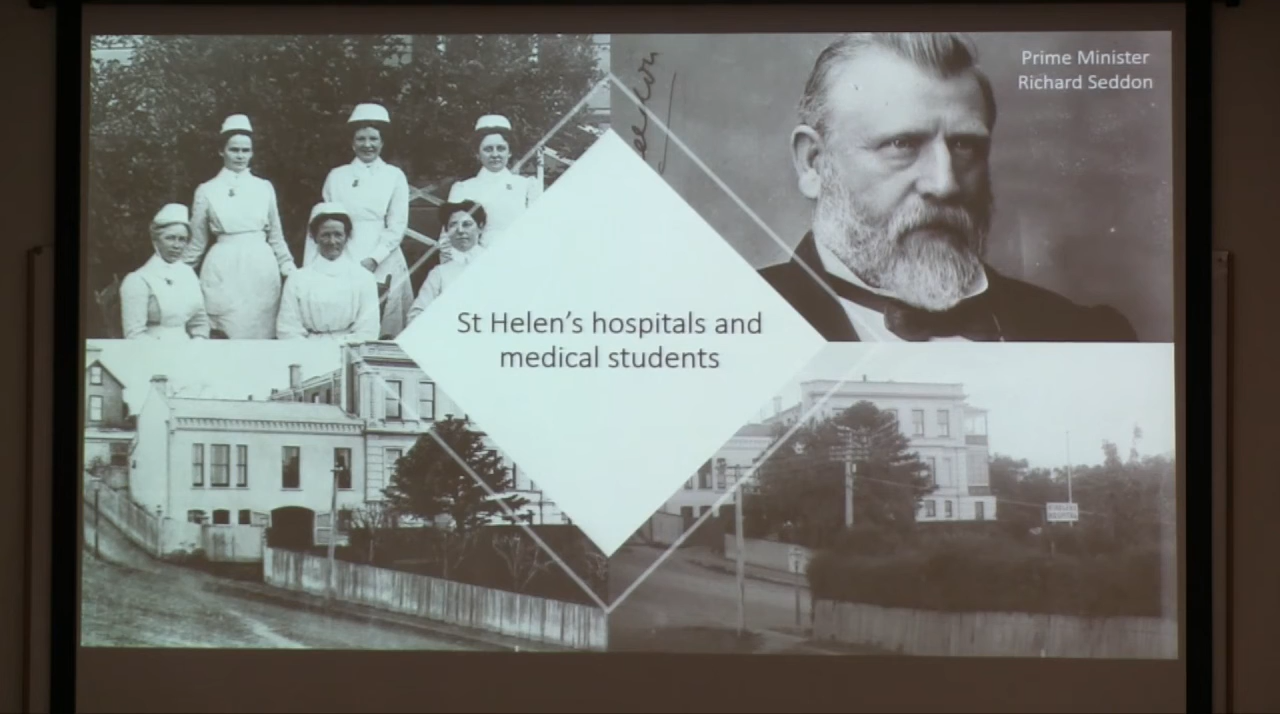 Prime Minister
Richard Seddon
St Helen's hospitals and
medical students